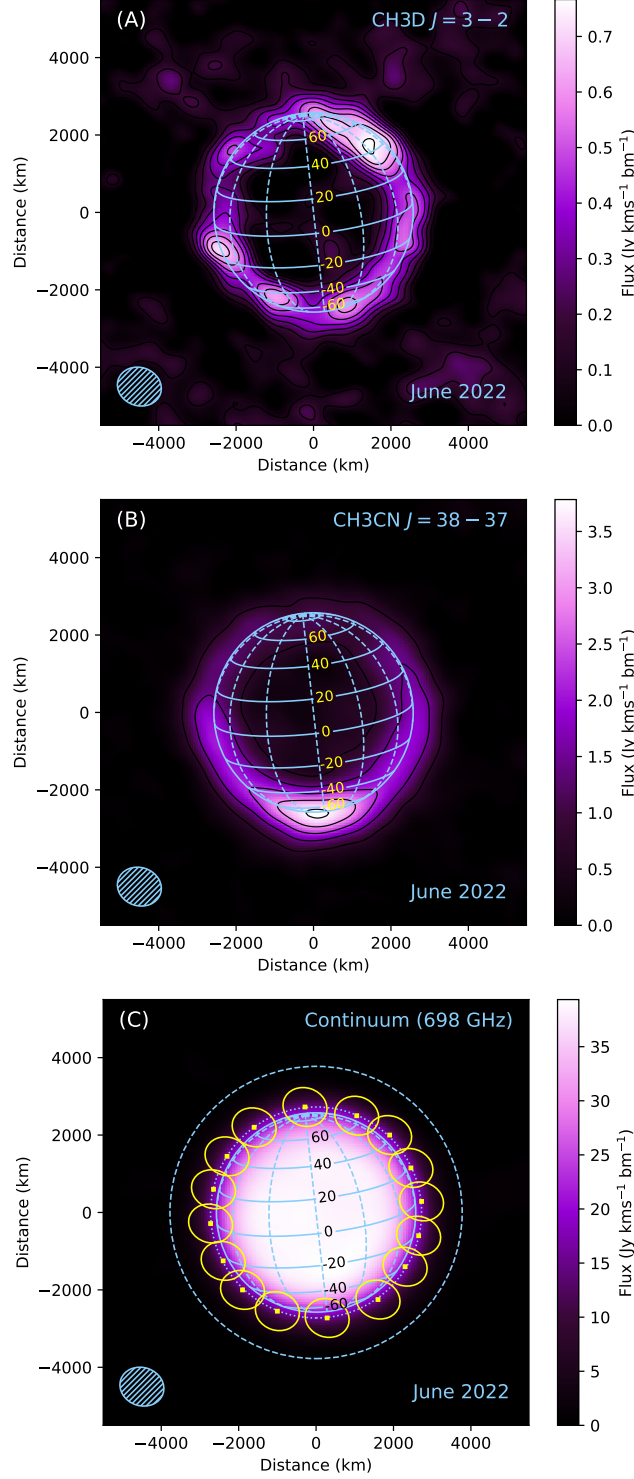 (A)
CH3D J = 3 − 2
4000
2000
0
−2000
−4000
Distance (km)
60
40
20
0
-20
-40
-60
June 2022
−4000 −2000 0 2000 4000
Distance (km)
0.7
0.6
0.5
0.4
0.3
0.2
0.1
0.0
Flux (Jy kms⁻¹ bm⁻¹)
(B)
CH3CN J = 38 − 37
4000
2000
0
−2000
−4000
Distance (km)
60
40
20
0
-20
-40
-60
June 2022
−4000 −2000 0 2000 4000
Distance (km)
3.5
3.0
2.5
2.0
1.5
1.0
0.5
0.0
Flux (Jy kms⁻¹ bm⁻¹)
(C)
Continuum (698 GHz)
4000
2000
0
−2000
−4000
Distance (km)
60
40
20
0
-20
-40
-60
June 2022
−4000 −2000 0 2000 4000
Distance (km)
35
30
25
20
15
10
5
0
Flux (Jy kms⁻¹ bm⁻¹)